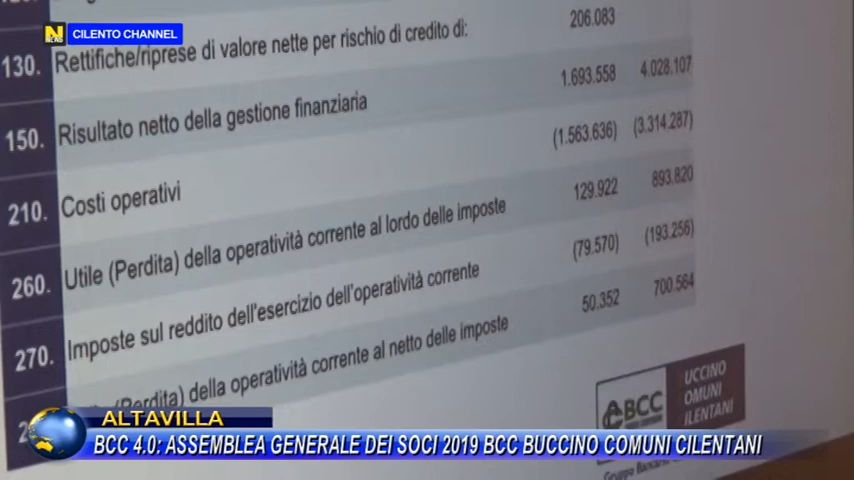 N
NEWS
CILENTO CHANNEL
206.083
130. Rettifiche/riprese di valore nette per rischio di credito di:
1.693.558 4.028.107
150. Risultato netto della gestione finanziaria
(1.563.636) (3.314.287)
210. Costi operativi
129.922 893.820
260. Utile (Perdita) della operatività corrente al lordo delle imposte
(79.570) (193.256)
270. Imposte sul reddito dell'esercizio dell'operatività corrente
50.352 700.564
(Perdita) della operatività corrente al netto delle imposte
BCC
UCCINO
OMUNI
ILENTANI
ALTAVILLA
BCC 4.0: ASSEMBLEA GENERALE DEI SOCI 2019 BCC BUCCINO COMUNI CILENTANI
Gruppo